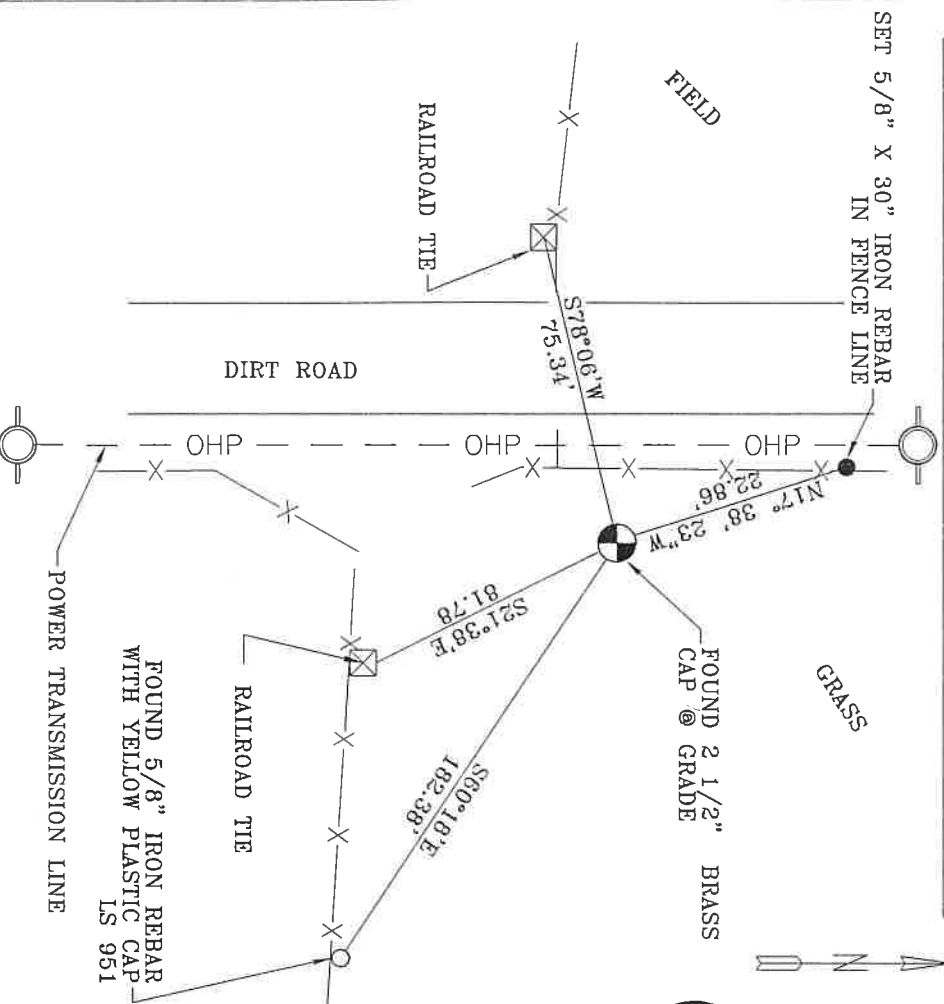 SET 5/8" X 30" IRON REBAR
IN FENCE LINE
FIELD
RAILROAD TIE
S78°06'W
75.34'
DIRT ROAD
OHP
OHP
OHP
N17° 38' 23"W
22.86'
FOUND 2 1/2" BRASS
CAP @ GRADE
GRASS
S21°38'E
81.78
S60°18'E
182.38'
RAILROAD TIE
FOUND 5/8" IRON REBAR
WITH YELLOW PLASTIC CAP
LS 951
POWER TRANSMISSION LINE
N